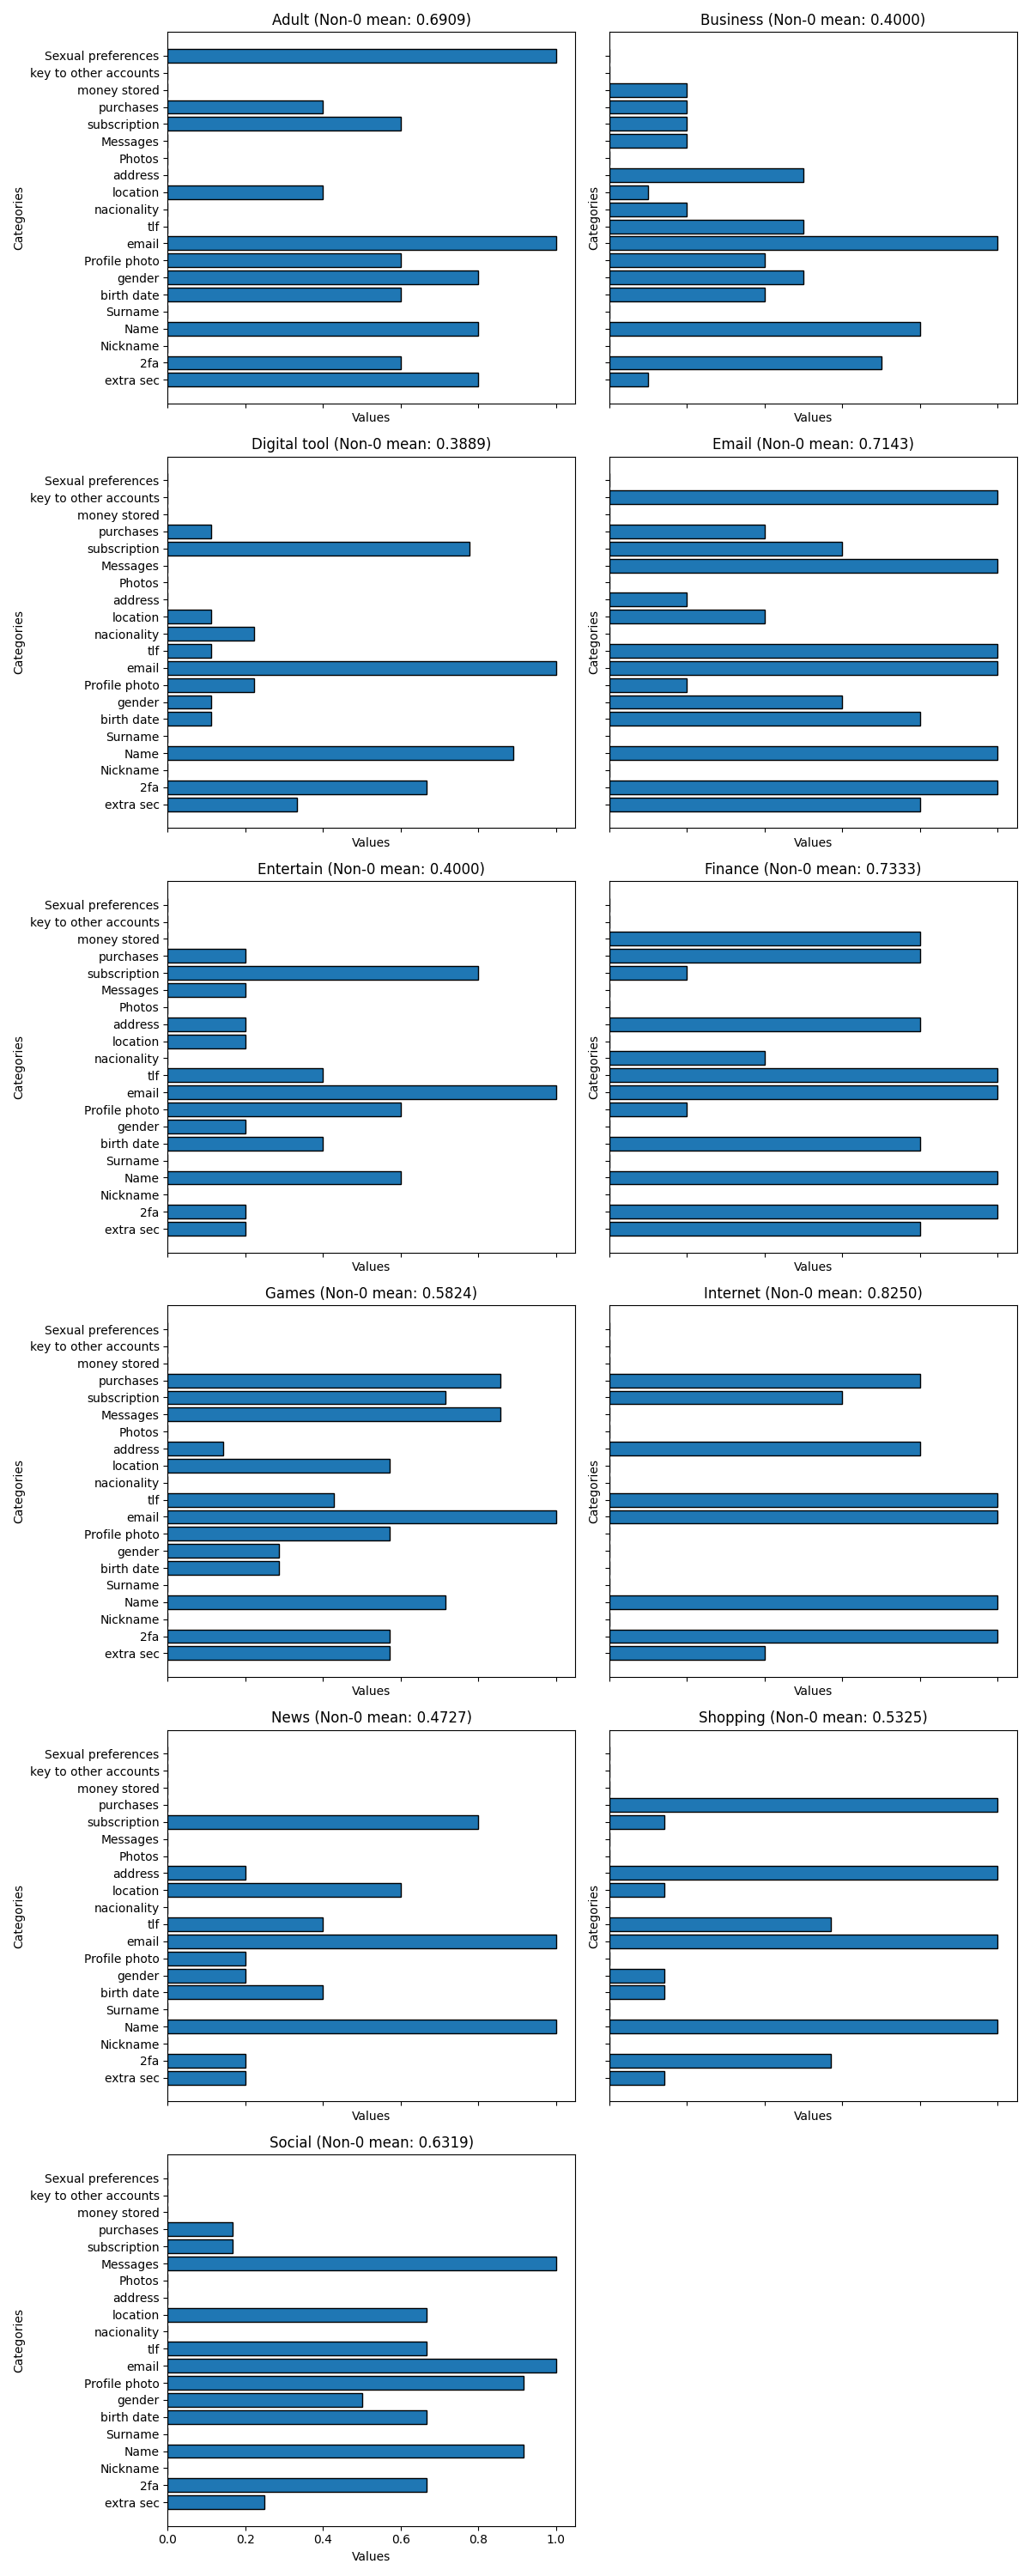 Adult (Non-0 mean: 0.6909)
Categories
Sexual preferences
key to other accounts
money stored
purchases
subscription
Messages
Photos
address
location
nacionality
tlf
email
Profile photo
gender
birth date
Surname
Name
Nickname
2fa
extra sec
Values
Business (Non-0 mean: 0.4000)
Categories
Values
Digital tool (Non-0 mean: 0.3889)
Categories
Sexual preferences
key to other accounts
money stored
purchases
subscription
Messages
Photos
address
location
nacionality
tlf
email
Profile photo
gender
birth date
Surname
Name
Nickname
2fa
extra sec
Values
Email (Non-0 mean: 0.7143)
Categories
Values
Entertain (Non-0 mean: 0.4000)
Categories
Sexual preferences
key to other accounts
money stored
purchases
subscription
Messages
Photos
address
location
nacionality
tlf
email
Profile photo
gender
birth date
Surname
Name
Nickname
2fa
extra sec
Values
Finance (Non-0 mean: 0.7333)
Categories
Values
Games (Non-0 mean: 0.5824)
Categories
Sexual preferences
key to other accounts
money stored
purchases
subscription
Messages
Photos
address
location
nacionality
tlf
email
Profile photo
gender
birth date
Surname
Name
Nickname
2fa
extra sec
Values
Internet (Non-0 mean: 0.8250)
Categories
Values
News (Non-0 mean: 0.4727)
Categories
Sexual preferences
key to other accounts
money stored
purchases
subscription
Messages
Photos
address
location
nacionality
tlf
email
Profile photo
gender
birth date
Surname
Name
Nickname
2fa
extra sec
Values
Shopping (Non-0 mean: 0.5325)
Categories
Values
Social (Non-0 mean: 0.6319)
Categories
Sexual preferences
key to other accounts
money stored
purchases
subscription
Messages
Photos
address
location
nacionality
tlf
email
Profile photo
gender
birth date
Surname
Name
Nickname
2fa
extra sec
0.0 0.2 0.4 0.6 0.8 1.0
Values